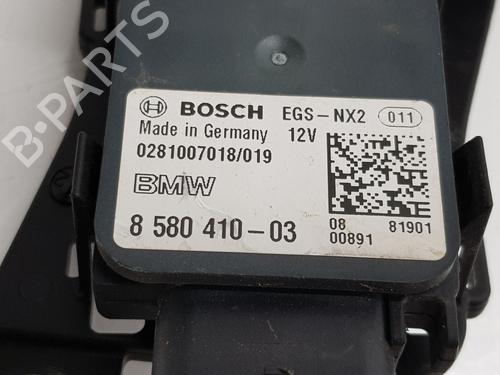 B-PARTS
BOSCH EGS-NX2 011
Made in Germany 12V
0281007018/019
BMW
8 580 410-03
08 81901
00891